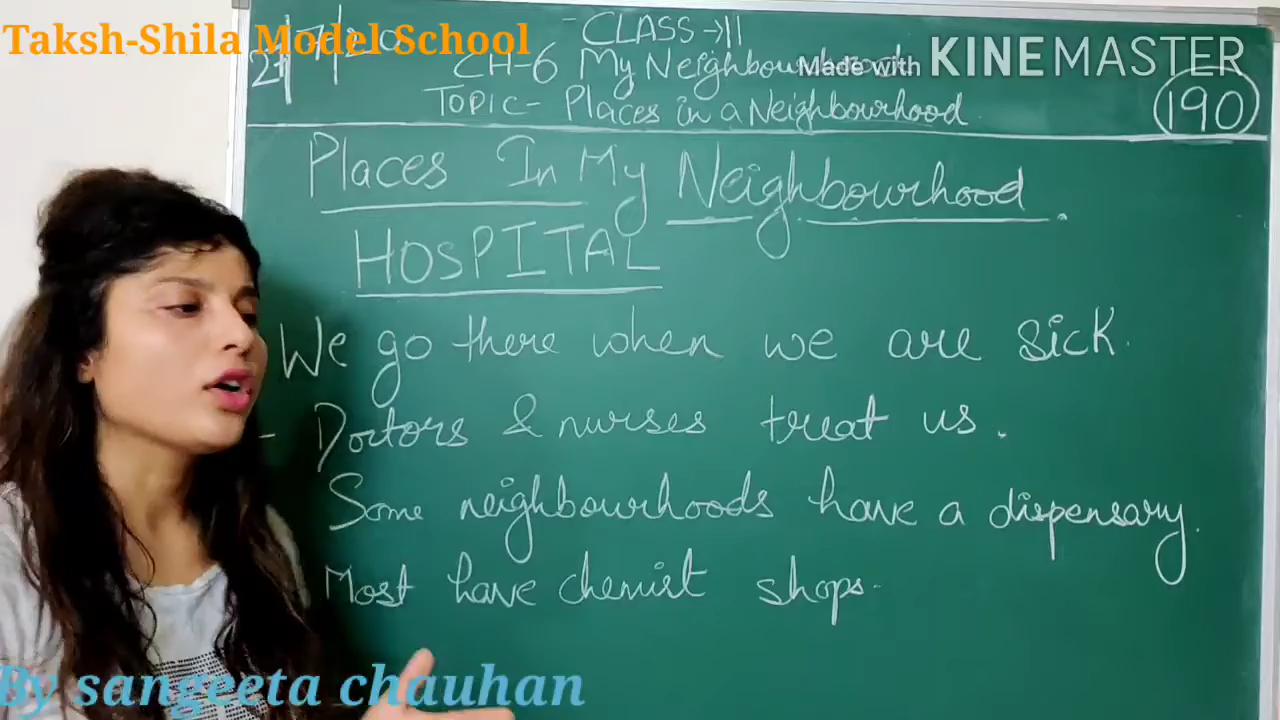 Taksh-Shila Model School
CLASS→II
CH-6 My Neighbourhood
Made with KINEMASTER
TOPIC- Places in a Neighbourhood
190
Places In My Neighbourhood.
HOSPITAL
We go there when we are sick.
- Doctors & nurses treat us.
Some neighbourhoods have a dispensary.
Most have chemist shops.
By sangeeta chauhan